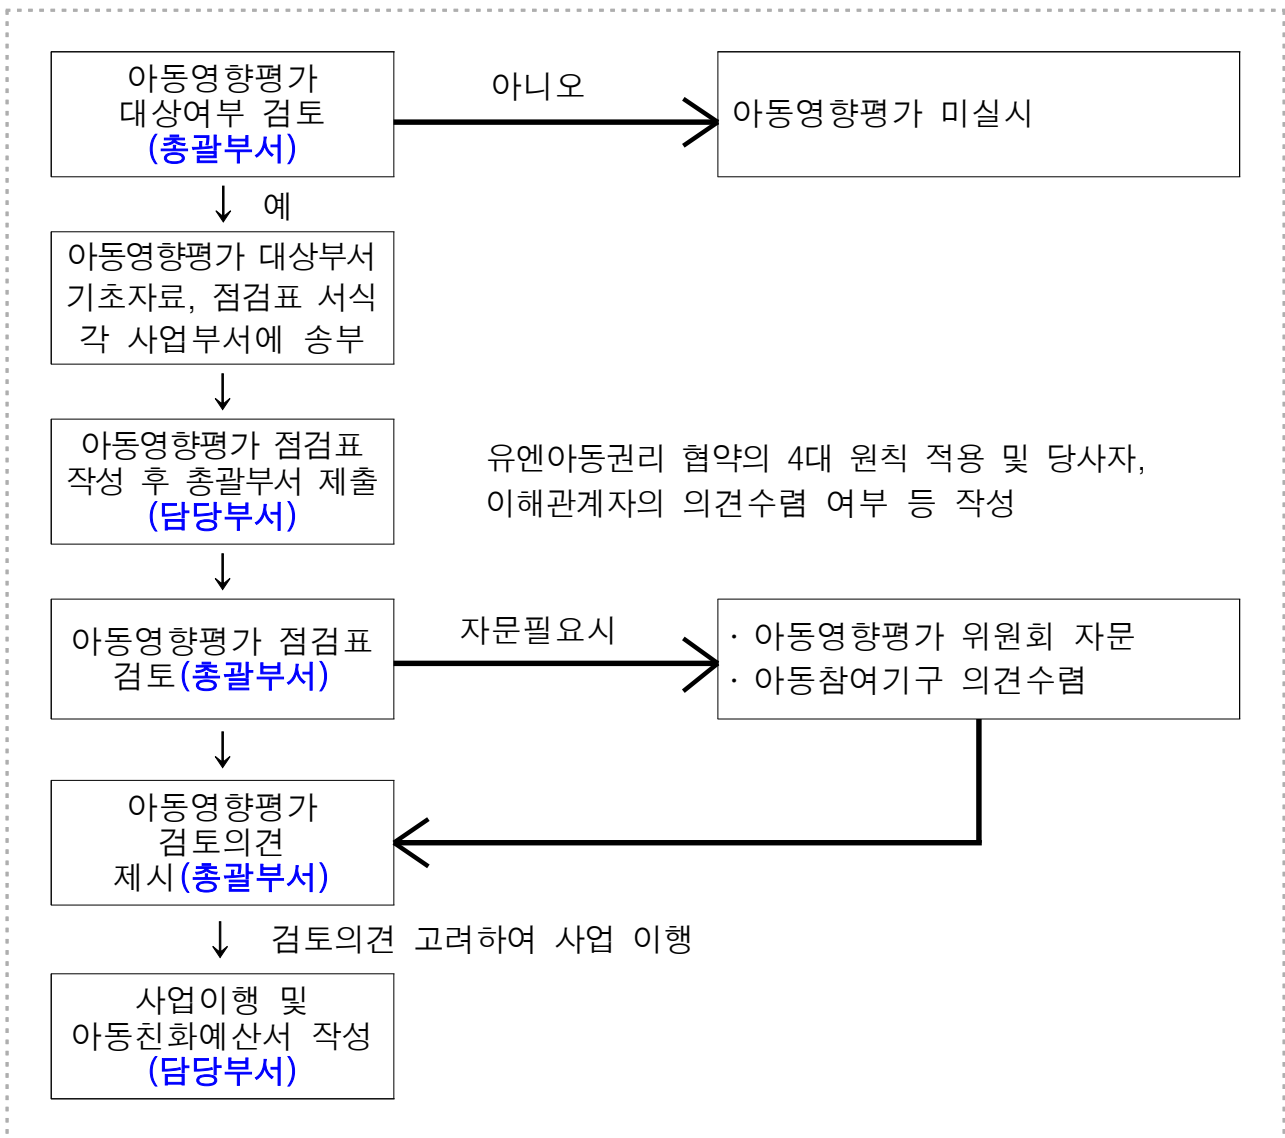 아동영향평가
대상여부 검토
(총괄부서)
아니오
아동영향평가 미실시
↓ 예
아동영향평가 대상부서
기초자료, 점검표 서식
각 사업부서에 송부
↓
아동영향평가 점검표
작성 후 총괄부서 제출
(담당부서)
유엔아동권리 협약의 4대 원칙 적용 및 당사자,
이해관계자의 의견수렴 여부 등 작성
↓
아동영향평가 점검표
검토(총괄부서)
자문필요시
· 아동영향평가 위원회 자문
· 아동참여기구 의견수렴
↓
아동영향평가
검토의견
제시(총괄부서)
↓ 검토의견 고려하여 사업 이행
사업이행 및
아동친화예산서 작성
(담당부서)